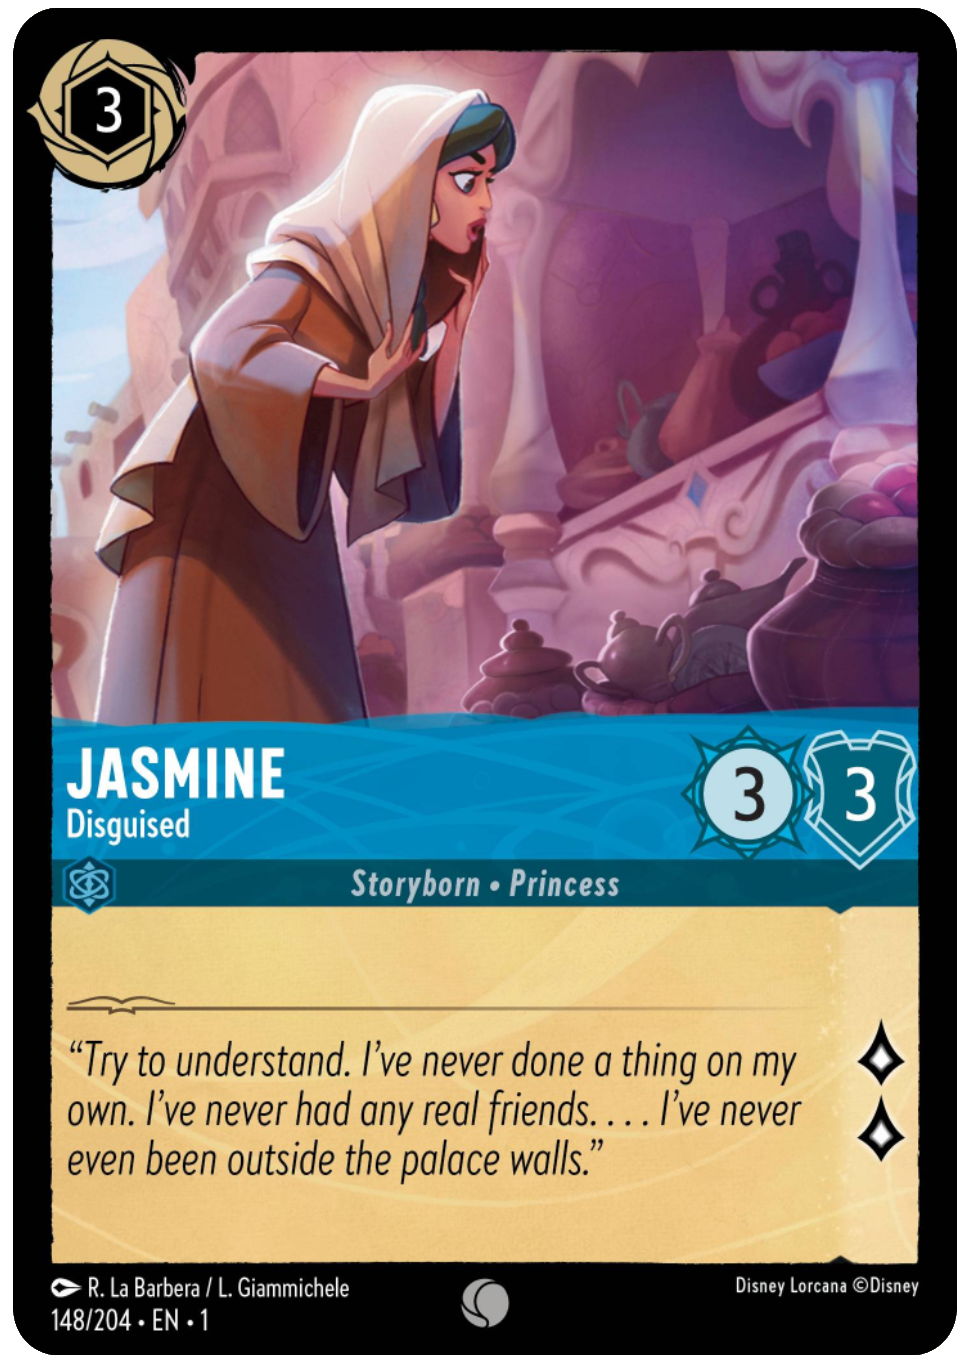 3
JASMINE
Disguised
3
3
Storyborn • Princess
“Try to understand. I’ve never done a thing on my
own. I’ve never had any real friends. . . . I’ve never
even been outside the palace walls.”
R. La Barbera / L. Giammichele
Disney Lorcana ©Disney
148/204 • EN • 1